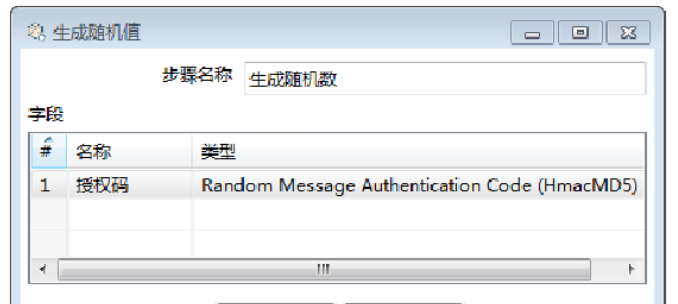 生成随机值
步骤名称 生成随机数
字段
# 名称 类型
1 授权码 Random Message Authentication Code (HmacMD5)